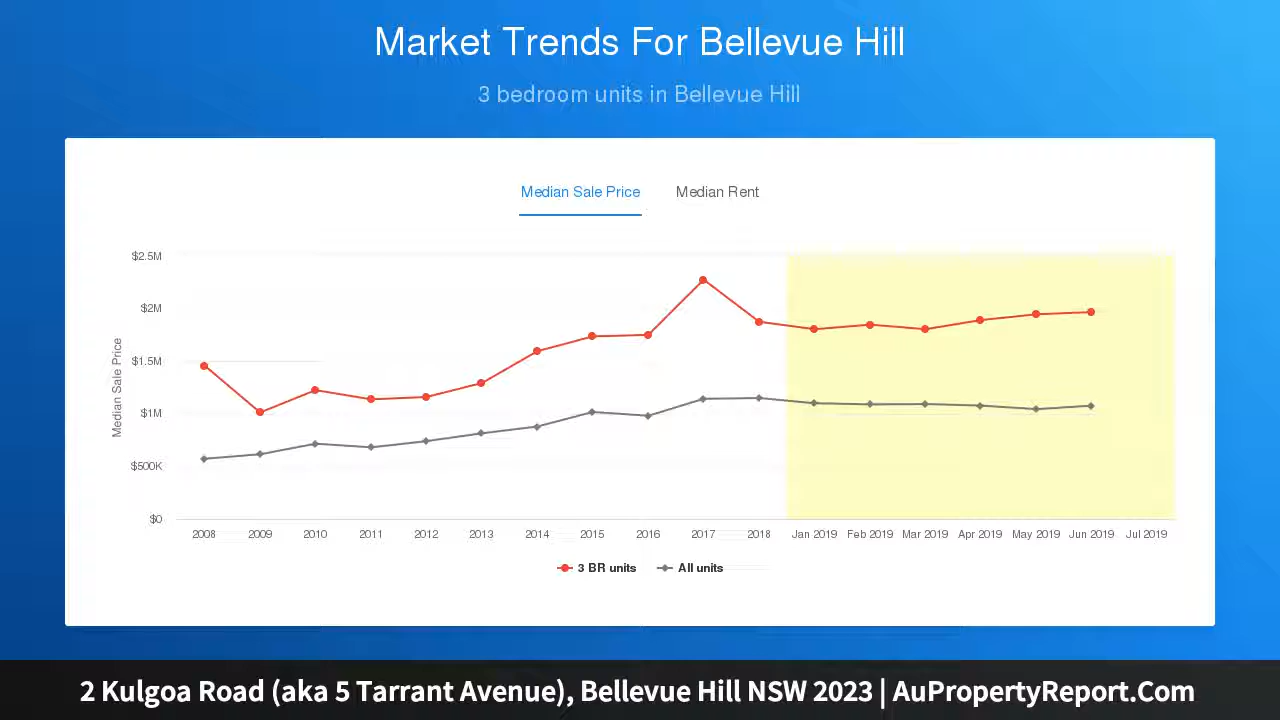 Market Trends For Bellevue Hill
3 bedroom units in Bellevue Hill
Median Sale Price Median Rent
Median Sale Price
$2.5M
$2M
$1.5M
$1M
$500K
$0
2008 2009 2010 2011 2012 2013 2014 2015 2016 2017 2018 Jan 2019 Feb 2019 Mar 2019 Apr 2019 May 2019 Jun 2019 Jul 2019
3 BR units All units
2 Kulgoa Road (aka 5 Tarrant Avenue), Bellevue Hill NSW 2023 | AuPropertyReport.Com